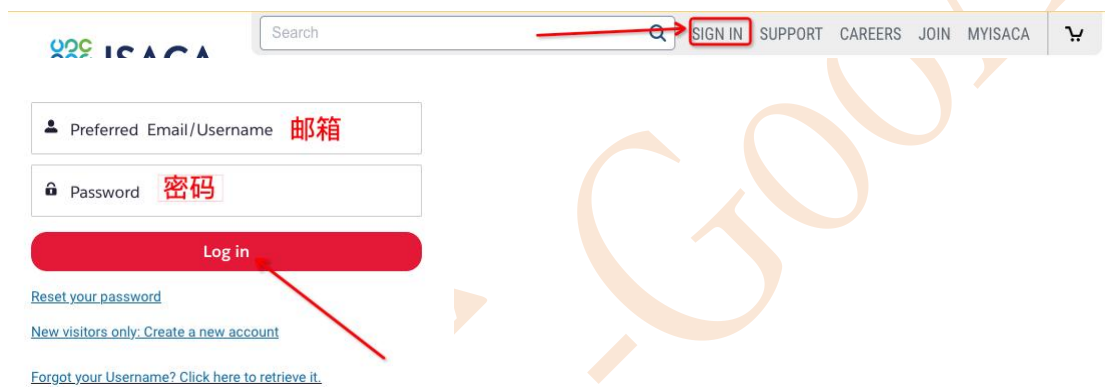 ISACA
Search
SIGN IN SUPPORT CAREERS JOIN MYISACA
Preferred Email/Username 邮箱
Password 密码
Log in
Reset your password
New visitors only: Create a new account
Forgot your Username? Click here to retrieve it.